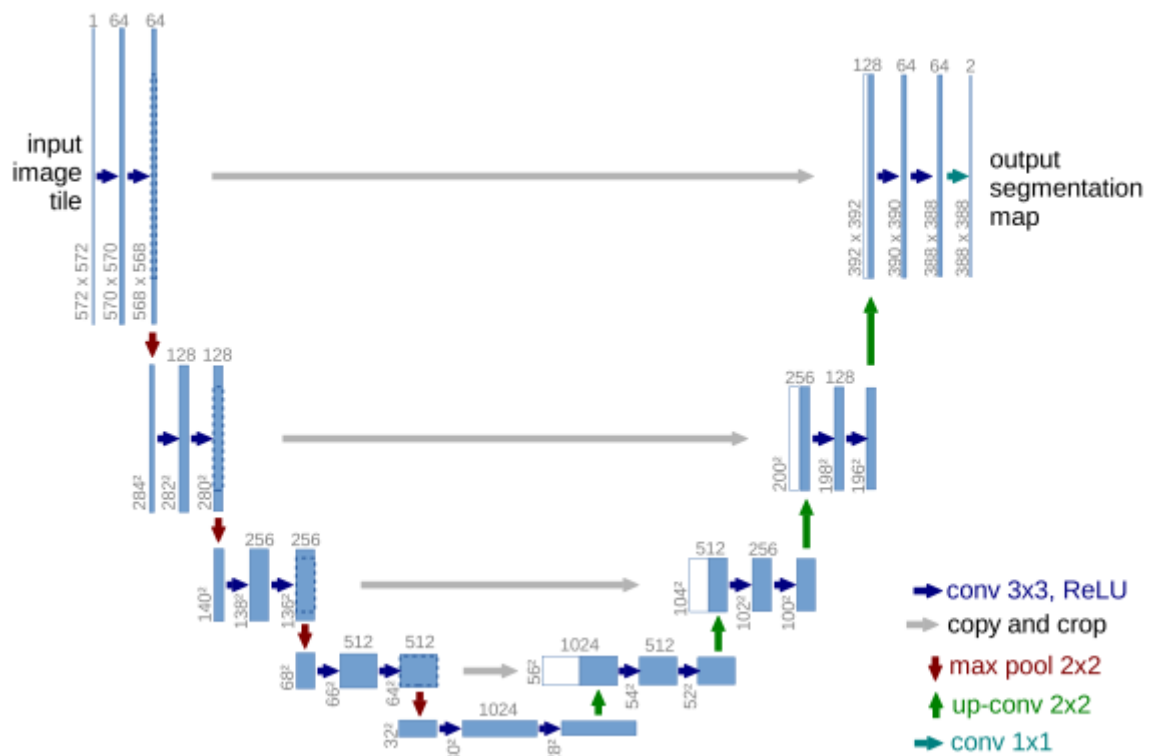 1 64 64
128 64 64 2
input
image
tile
output
segmentation
map
572 x 572
570 x 570
568 x 568
392 x 392
390 x 390
388 x 388
388 x 388
128 128
256 128
284²
282²
280²
200²
198²
196²
256 256
512 256
140²
138²
136²
104²
102²
100²
conv 3x3, ReLU
copy and crop
max pool 2x2
up-conv 2x2
conv 1x1
512 512
1024 512
68²
66²
64²
56²
54²
52²
1024
32²